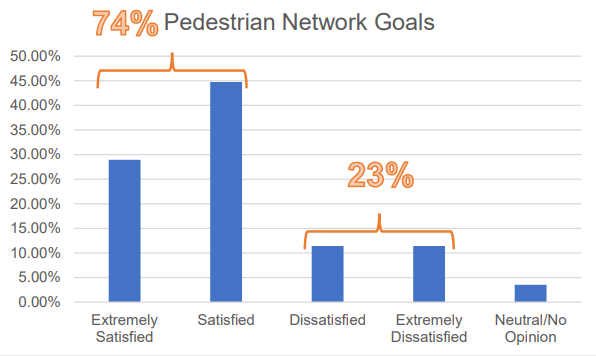 74% Pedestrian Network Goals
50.00%
45.00%
40.00%
35.00%
30.00%
25.00%
20.00%
15.00%
10.00%
5.00%
0.00%
23%
Extremely
Satisfied
Satisfied
Dissatisfied
Extremely
Dissatisfied
Neutral/No
Opinion